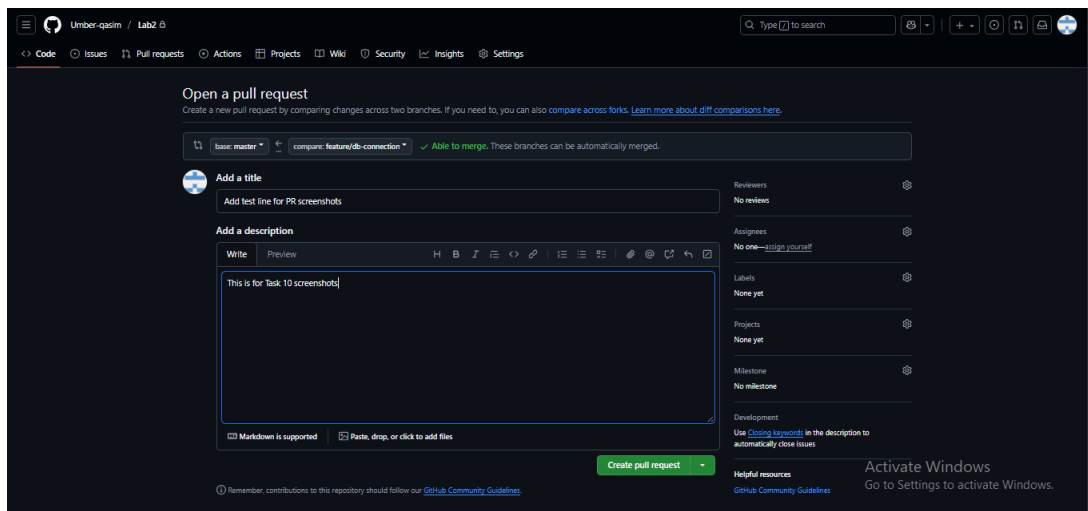 Umber-qasim / Lab2
Type / to search
Code Issues Pull requests Actions Projects Wiki Security Insights Settings
Open a pull request
Create a new pull request by comparing changes across two branches. If you need to, you can also compare across forks. Learn more about diff comparisons here.
base: master compare: feature/db-connection Able to merge. These branches can be automatically merged.
Add a title
Add test line for PR screenshots
Add a description
Write Preview
This is for Task 10 screenshots
Markdown is supported Paste, drop, or click to add files
Create pull request
Remember, contributions to this repository should follow our GitHub Community Guidelines.
Reviewers
No reviews
Assignees
No one—assign yourself
Labels
None yet
Projects
None yet
Milestone
No milestone
Development
Use Closing keywords in the description to
automatically close issues
Helpful resources
GitHub Community Guidelines
Activate Windows
Go to Settings to activate Windows.